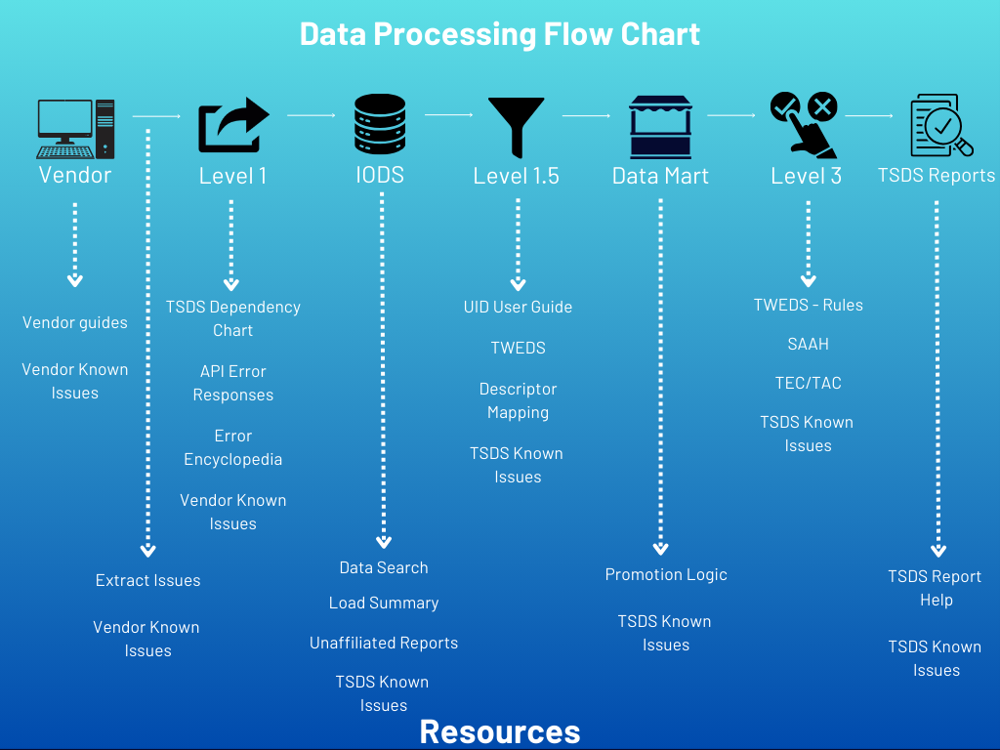 Data Processing Flow Chart
Vendor
Level 1
IODS
Level 1.5
Data Mart
Level 3
TSDS Reports
Vendor guides
Vendor Known
Issues
Extract Issues
Vendor Known
Issues
TSDS Dependency
Chart
API Error
Responses
Error
Encyclopedia
Vendor Known
Issues
Data Search
Load Summary
Unaffiliated Reports
TSDS Known
Issues
UID User Guide
TWEDS
Descriptor
Mapping
TSDS Known
Issues
Promotion Logic
TSDS Known
Issues
TWEDS - Rules
SAAH
TEC/TAC
TSDS Known
Issues
TSDS Report
Help
TSDS Known
Issues
Resources